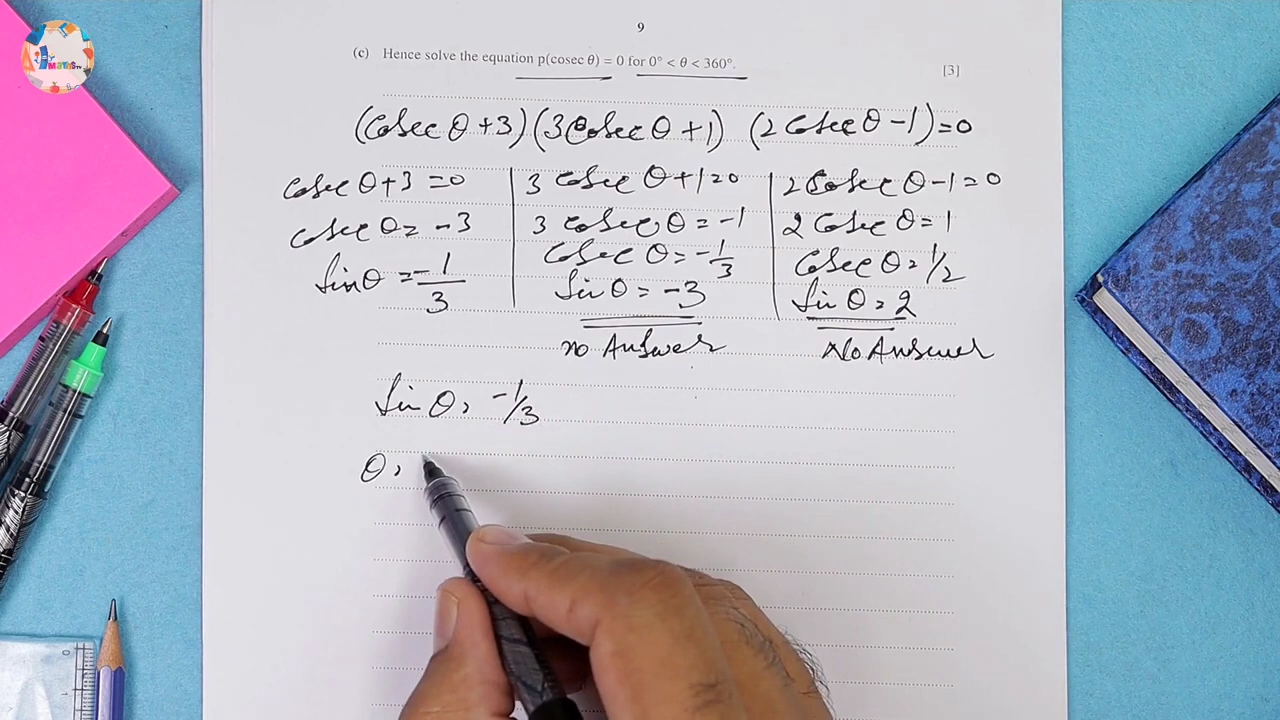 9
(c) Hence solve the equation p(cosec θ) = 0 for 0° < θ < 360°.
[3]
(Cosec θ + 3) (3 Cosec θ + 1) (2 Cosec θ - 1) = 0
Cosec θ + 3 = 0
Cosec θ = -3
Sin θ = -1/3
3 Cosec θ + 1 = 0
3 Cosec θ = -1
Cosec θ = -1/3
Sin θ = -3
no Answer
2 Cosec θ - 1 = 0
2 Cosec θ = 1
Cosec θ = 1/2
Sin θ = 2
No Answer
Sin θ = -1/3
θ =